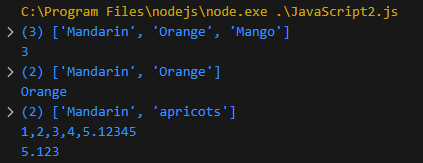 C:\Program Files\nodejs\node.exe .\JavaScript2.js
> (3) ['Mandarin', 'Orange', 'Mango']
3
> (2) ['Mandarin', 'Orange']
Orange
> (2) ['Mandarin', 'apricots']
1,2,3,4,5.12345
5.123